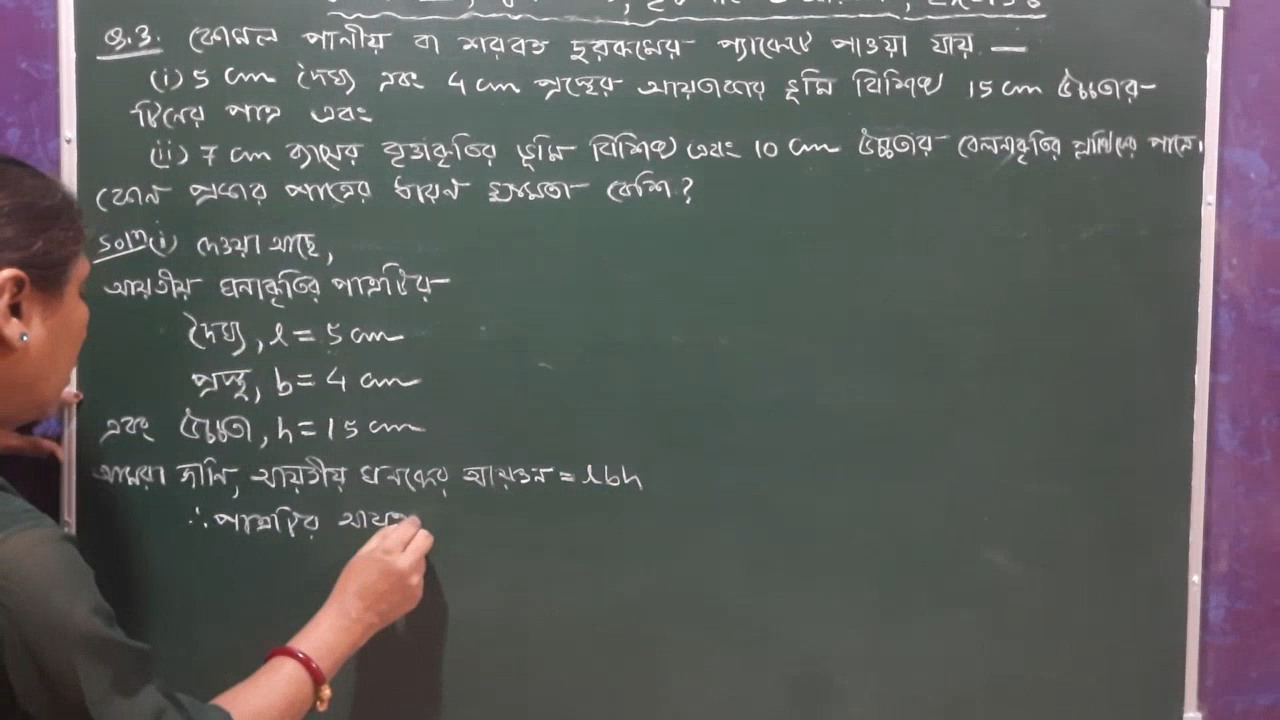 Q.3. কোমল পানীয় বা শরবত দুরকমের প্যাকেটে পাওয়া যায় —
(i) 5 cm দৈৰ্ঘ্য এবং 4 cm প্রস্থের আয়তাকার ভূমি বিশিষ্ট 15 cm উচ্চতার
টিনের পাত্র এবং
(ii) 7 cm ব্যাসের বৃত্তাকৃতির ভূমি বিশিষ্ট এবং 10 cm উচ্চতার বেলনাকৃতির প্লাস্টিকের পাত্র।
কোন প্রকার পাত্রের ধারণ ক্ষমতা বেশি?
Solⁿ (i) দেওয়া আছে,
আয়তীয় ঘনাকৃতির পাত্রটির
দৈর্ঘ্য, l = 5 cm
প্রস্থ, b = 4 cm
এবং উচ্চতা, h = 15 cm
আমরা জানি, আয়তীয় ঘনকের আয়তন = lbh
∴ পাত্রটির আয়ত